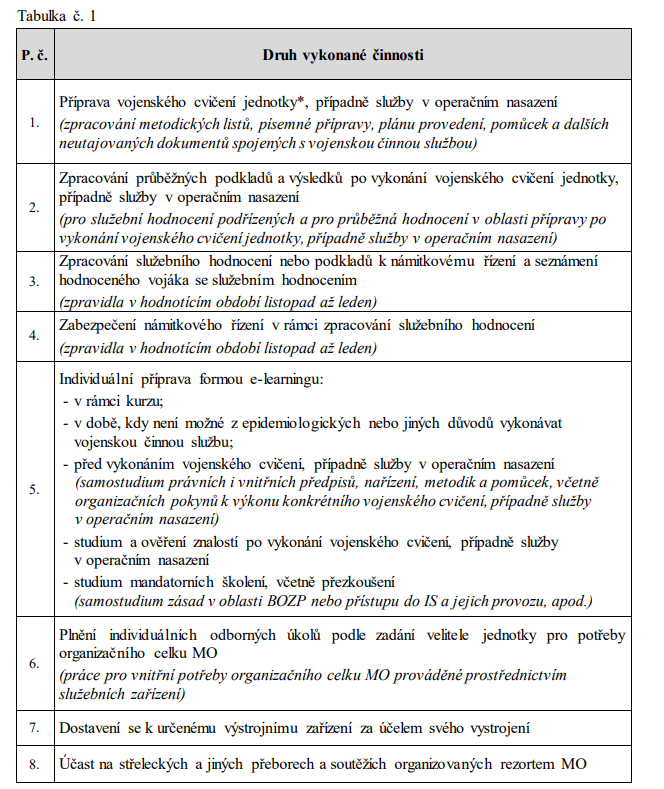 Tabulka č. 1
P. č.
Druh vykonané činnosti
1.
Příprava vojenského cvičení jednotky*, případně služby v operačním nasazení
(zpracování metodických listů, písemné přípravy, plánu provedení, pomůcek a dalších
neutajovaných dokumentů spojených s vojenskou činnou službou)
2.
Zpracování průběžných podkladů a výsledků po vykonání vojenského cvičení jednotky,
případně služby v operačním nasazení
(pro služební hodnocení podřízených a pro průběžná hodnocení v oblasti přípravy po
vykonání vojenského cvičení jednotky, případně služby v operačním nasazení)
3.
Zpracování služebního hodnocení nebo podkladů k námitkovému řízení a seznámení
hodnoceného vojáka se služebním hodnocením
(zpravidla v hodnotícím období listopad až leden)
4.
Zabezpečení námitkového řízení v rámci zpracování služebního hodnocení
(zpravidla v hodnotícím období listopad až leden)
5.
Individuální příprava formou e-learningu:
- v rámci kurzu;
- v době, kdy není možné z epidemiologických nebo jiných důvodů vykonávat
vojenskou činnou službu;
- před vykonáním vojenského cvičení, případně služby v operačním nasazení
(samostudium právních i vnitřních předpisů, nařízení, metodik a pomůcek, včetně
organizačních pokynů k výkonu konkrétního vojenského cvičení, případně služby
v operačním nasazení)
- studium a ověření znalostí po vykonání vojenského cvičení, případně služby
v operačním nasazení
- studium mandatorních školení, včetně přezkoušení
(samostudium zásad v oblasti BOZP nebo přístupu do IS a jejich provozu, apod.)
6.
Plnění individuálních odborných úkolů podle zadání velitele jednotky pro potřeby
organizačního celku MO
(práce pro vnitřní potřeby organizačního celku MO prováděné prostřednictvím
služebních zařízení)
7.
Dostavení se k určenému výstrojnímu zařízení za účelem svého vystrojení
8.
Účast na střeleckých a jiných přeborech a soutěžích organizovaných rezortem MO